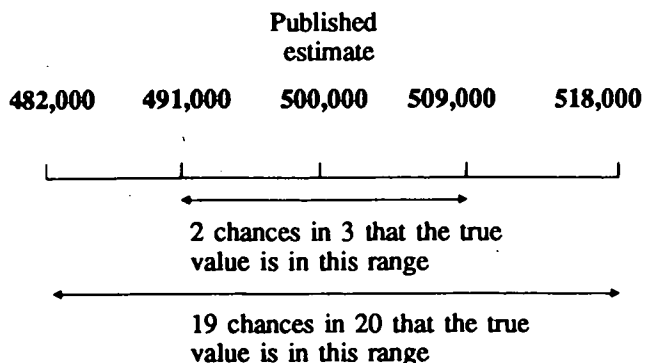 Published
estimate
482,000 491,000 500,000 509,000 518,000
2 chances in 3 that the true
value is in this range
19 chances in 20 that the true
value is in this range